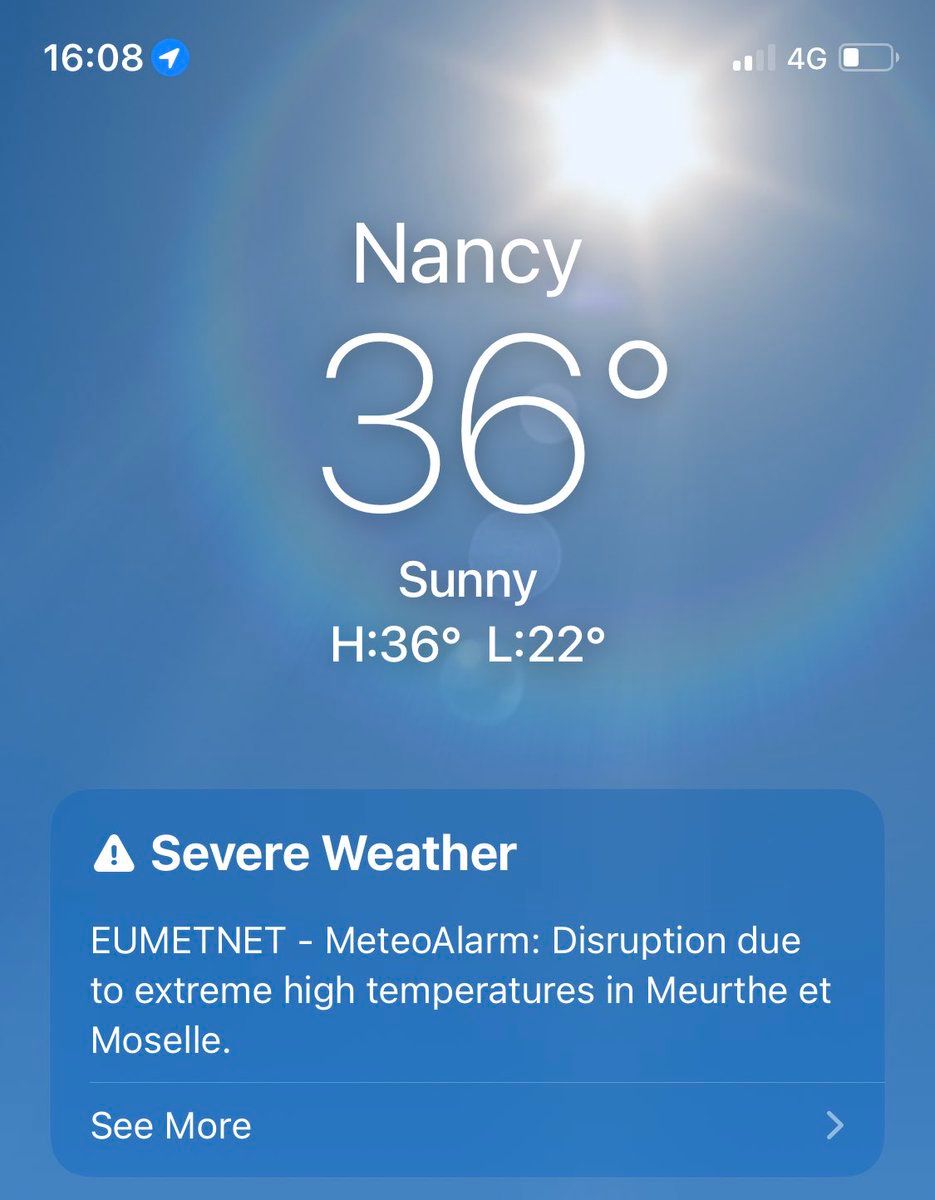 16:08 4G
Nancy
36°
Sunny
H:36° L:22°
Severe Weather
EUMETNET - MeteoAlarm: Disruption due
to extreme high temperatures in Meurthe et
Moselle.
See More